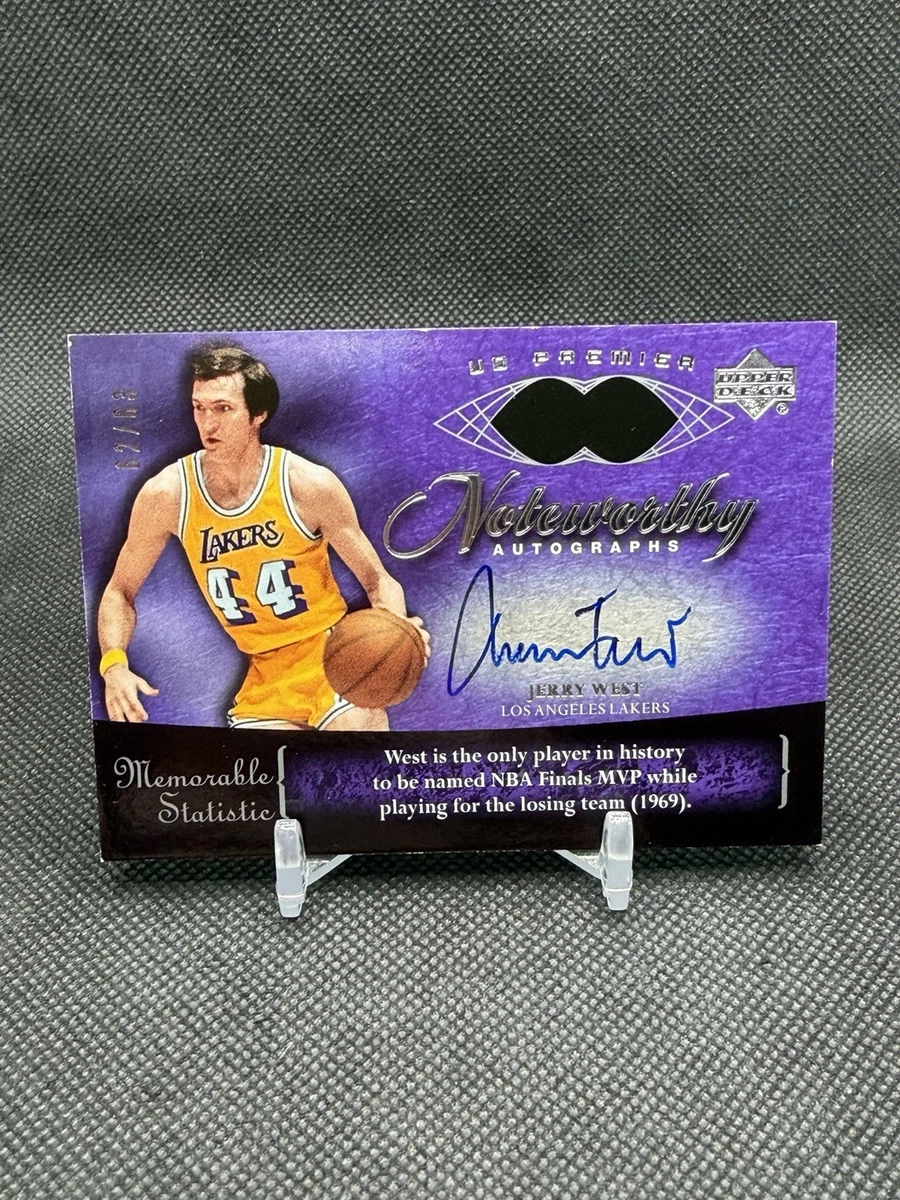 UD PREMIER
UPPER
DECK
®
Noteworthy
AUTOGRAPHS
LAKERS
44
JERRY WEST
LOS ANGELES LAKERS
Memorable
Statistic
West is the only player in history
to be named NBA Finals MVP while
playing for the losing team (1969).